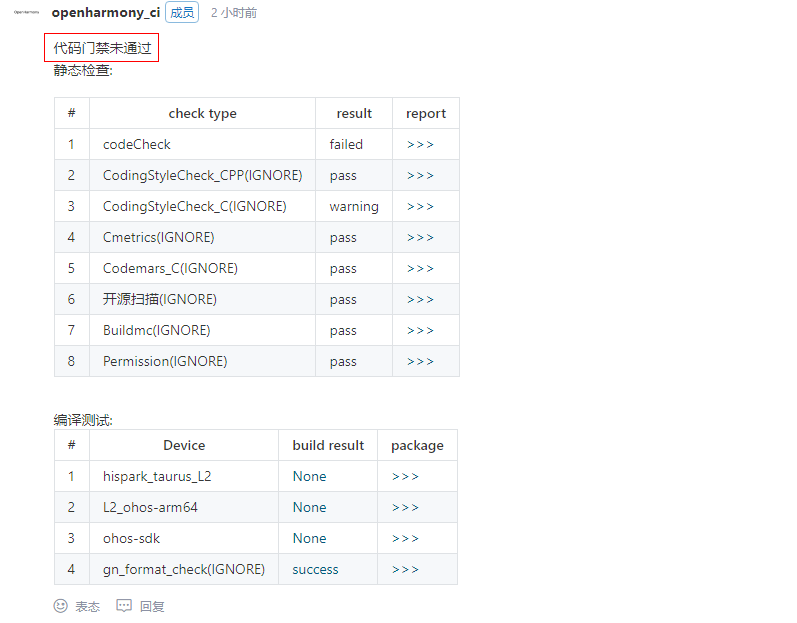 OpenHarmony
openharmony_ci 成员 2 小时前
代码门禁未通过
静态检查:
# check type result report
1 codeCheck failed >>>
2 CodingStyleCheck_CPP(IGNORE) pass >>>
3 CodingStyleCheck_C(IGNORE) warning >>>
4 Cmetrics(IGNORE) pass >>>
5 Codemars_C(IGNORE) pass >>>
6 开源扫描(IGNORE) pass >>>
7 Buildmc(IGNORE) pass >>>
8 Permission(IGNORE) pass >>>
编译测试:
# Device build result package
1 hispark_taurus_L2 None >>>
2 L2_ohos-arm64 None >>>
3 ohos-sdk None >>>
4 gn_format_check(IGNORE) success >>>
表态 回复